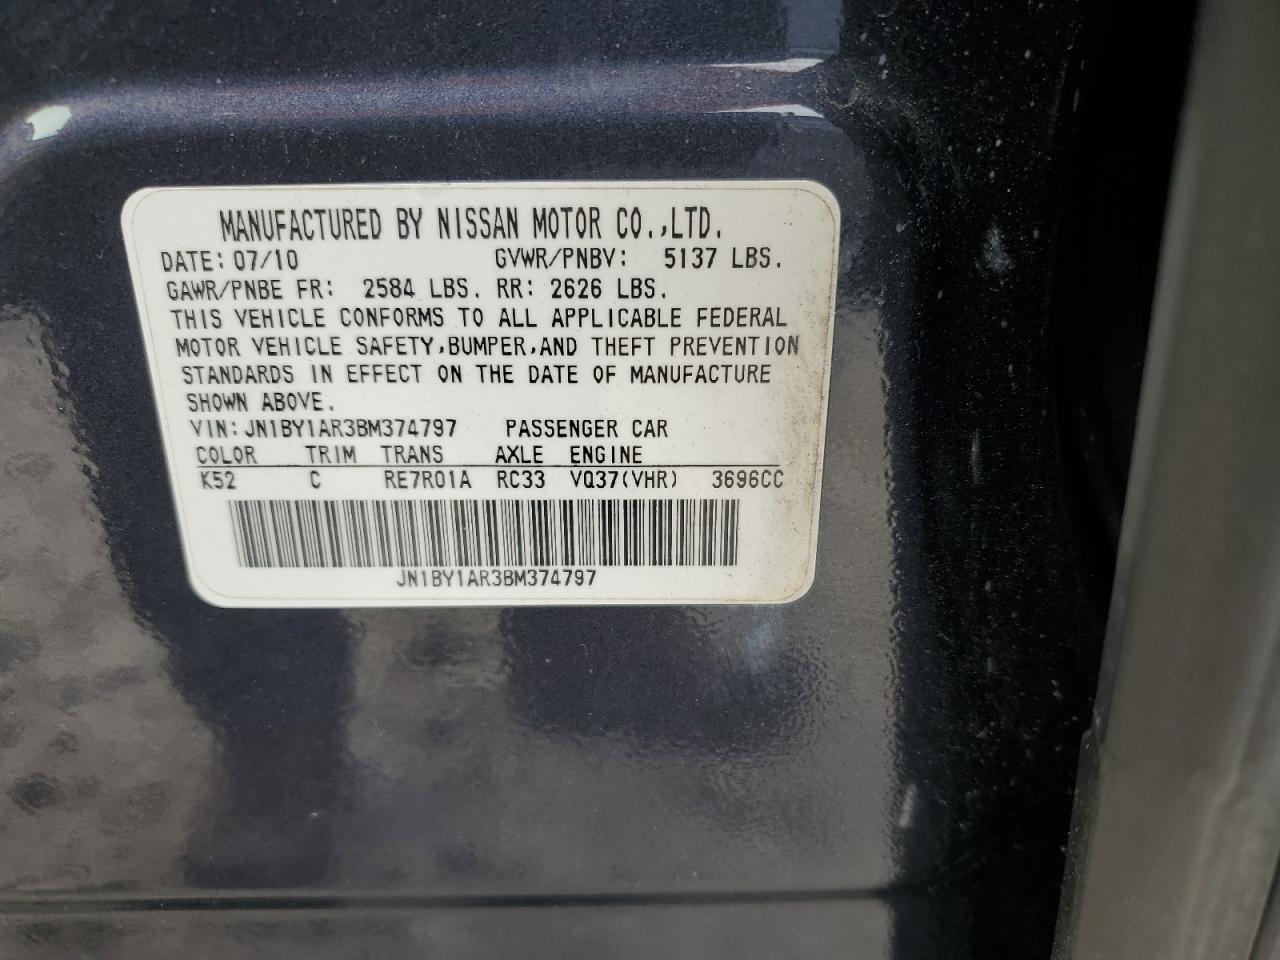 MANUFACTURED BY NISSAN MOTOR CO.,LTD.
DATE: 07/10 GVWR/PNBV: 5137 LBS.
GAWR/PNBE FR: 2584 LBS. RR: 2626 LBS.
THIS VEHICLE CONFORMS TO ALL APPLICABLE FEDERAL
MOTOR VEHICLE SAFETY,BUMPER,AND THEFT PREVENTION
STANDARDS IN EFFECT ON THE DATE OF MANUFACTURE
SHOWN ABOVE.
VIN: JN1BY1AR3BM374797 PASSENGER CAR
COLOR TRIM TRANS AXLE ENGINE
K52 C RE7R01A RC33 VQ37(VHR) 3696CC
JN1BY1AR3BM374797